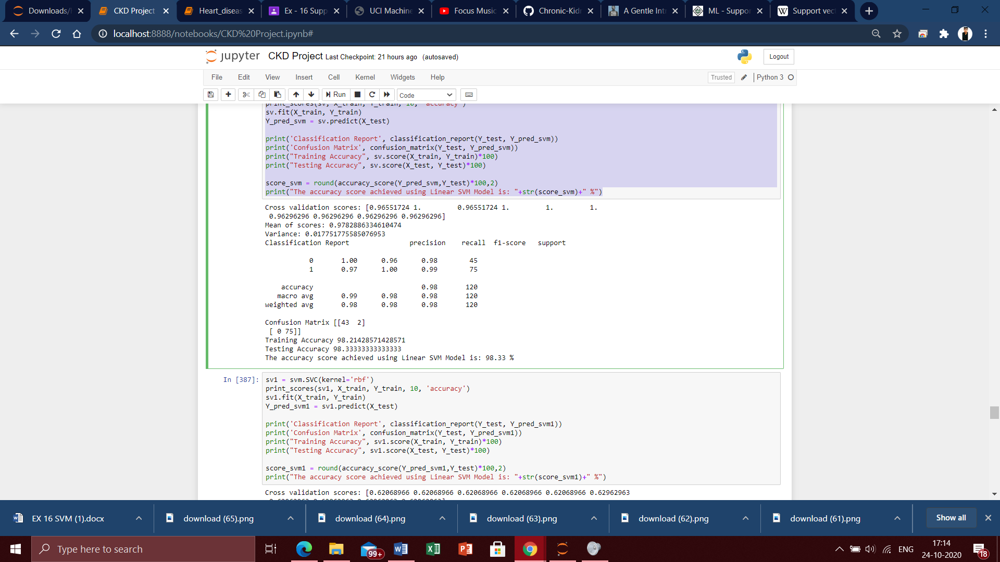 Downloads/
CKD Project
Heart_diseas
Ex - 16 Supp
UCI Machine
Focus Music
Chronic-Kid
A Gentle Int
ML - Suppo
Support vec
localhost:8888/notebooks/CKD%20Project.ipynb#
jupyter CKD Project Last Checkpoint: 21 hours ago (autosaved)
Logout
File Edit View Insert Cell Kernel Widgets Help
Trusted Python 3
Run Code
print_scores(sv, X_train, Y_train, 10, 'accuracy')
sv.fit(X_train, Y_train)
Y_pred_svm = sv.predict(X_test)
print('Classification Report', classification_report(Y_test, Y_pred_svm))
print('Confusion Matrix', confusion_matrix(Y_test, Y_pred_svm))
print("Training Accuracy", sv.score(X_train, Y_train)*100)
print("Testing Accuracy", sv.score(X_test, Y_test)*100)
score_svm = round(accuracy_score(Y_pred_svm,Y_test)*100,2)
print("The accuracy score achieved using Linear SVM Model is: "+str(score_svm)+" %")
Cross validation scores: [0.96551724 1. 0.96551724 1. 1. 1.
0.96296296 0.96296296 0.96296296 0.96296296]
Mean of scores: 0.9782886334610474
Variance: 0.017751775585076953
Classification Report precision recall f1-score support
0 1.00 0.96 0.98 45
1 0.97 1.00 0.99 75
accuracy 0.98 120
macro avg 0.99 0.98 0.98 120
weighted avg 0.98 0.98 0.98 120
Confusion Matrix [[43 2]
[ 0 75]]
Training Accuracy 98.21428571428571
Testing Accuracy 98.33333333333333
The accuracy score achieved using Linear SVM Model is: 98.33 %
In [387]:
sv1 = svm.SVC(kernel='rbf')
print_scores(sv1, X_train, Y_train, 10, 'accuracy')
sv1.fit(X_train, Y_train)
Y_pred_svm1 = sv1.predict(X_test)
print('Classification Report', classification_report(Y_test, Y_pred_svm1))
print('Confusion Matrix', confusion_matrix(Y_test, Y_pred_svm1))
print("Training Accuracy", sv1.score(X_train, Y_train)*100)
print("Testing Accuracy", sv1.score(X_test, Y_test)*100)
score_svm1 = round(accuracy_score(Y_pred_svm1,Y_test)*100,2)
print("The accuracy score achieved using Linear SVM Model is: "+str(score_svm1)+" %")
Cross validation scores: [0.62068966 0.62068966 0.62068966 0.62068966 0.62068966 0.62962963
0.62962963 0.62962963 0.62962963 0.62962963]
EX 16 SVM (1).docx
download (65).png
download (64).png
download (63).png
download (62).png
download (61).png
Show all
Type here to search
99+
ENG
17:14
24-10-2020
18